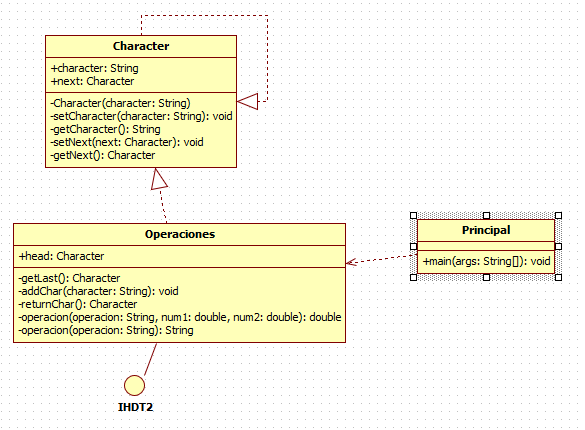 Character
+character: String
+next: Character
-Character(character: String)
-setCharacter(character: String): void
-getCharacter(): String
-setNext(next: Character): void
-getNext(): Character
Operaciones
+head: Character
-getLast(): Character
-addChar(character: String): void
-returnChar(): Character
-operacion(operacion: String, num1: double, num2: double): double
-operacion(operacion: String): String
Principal
+main(args: String[]): void
IHDT2